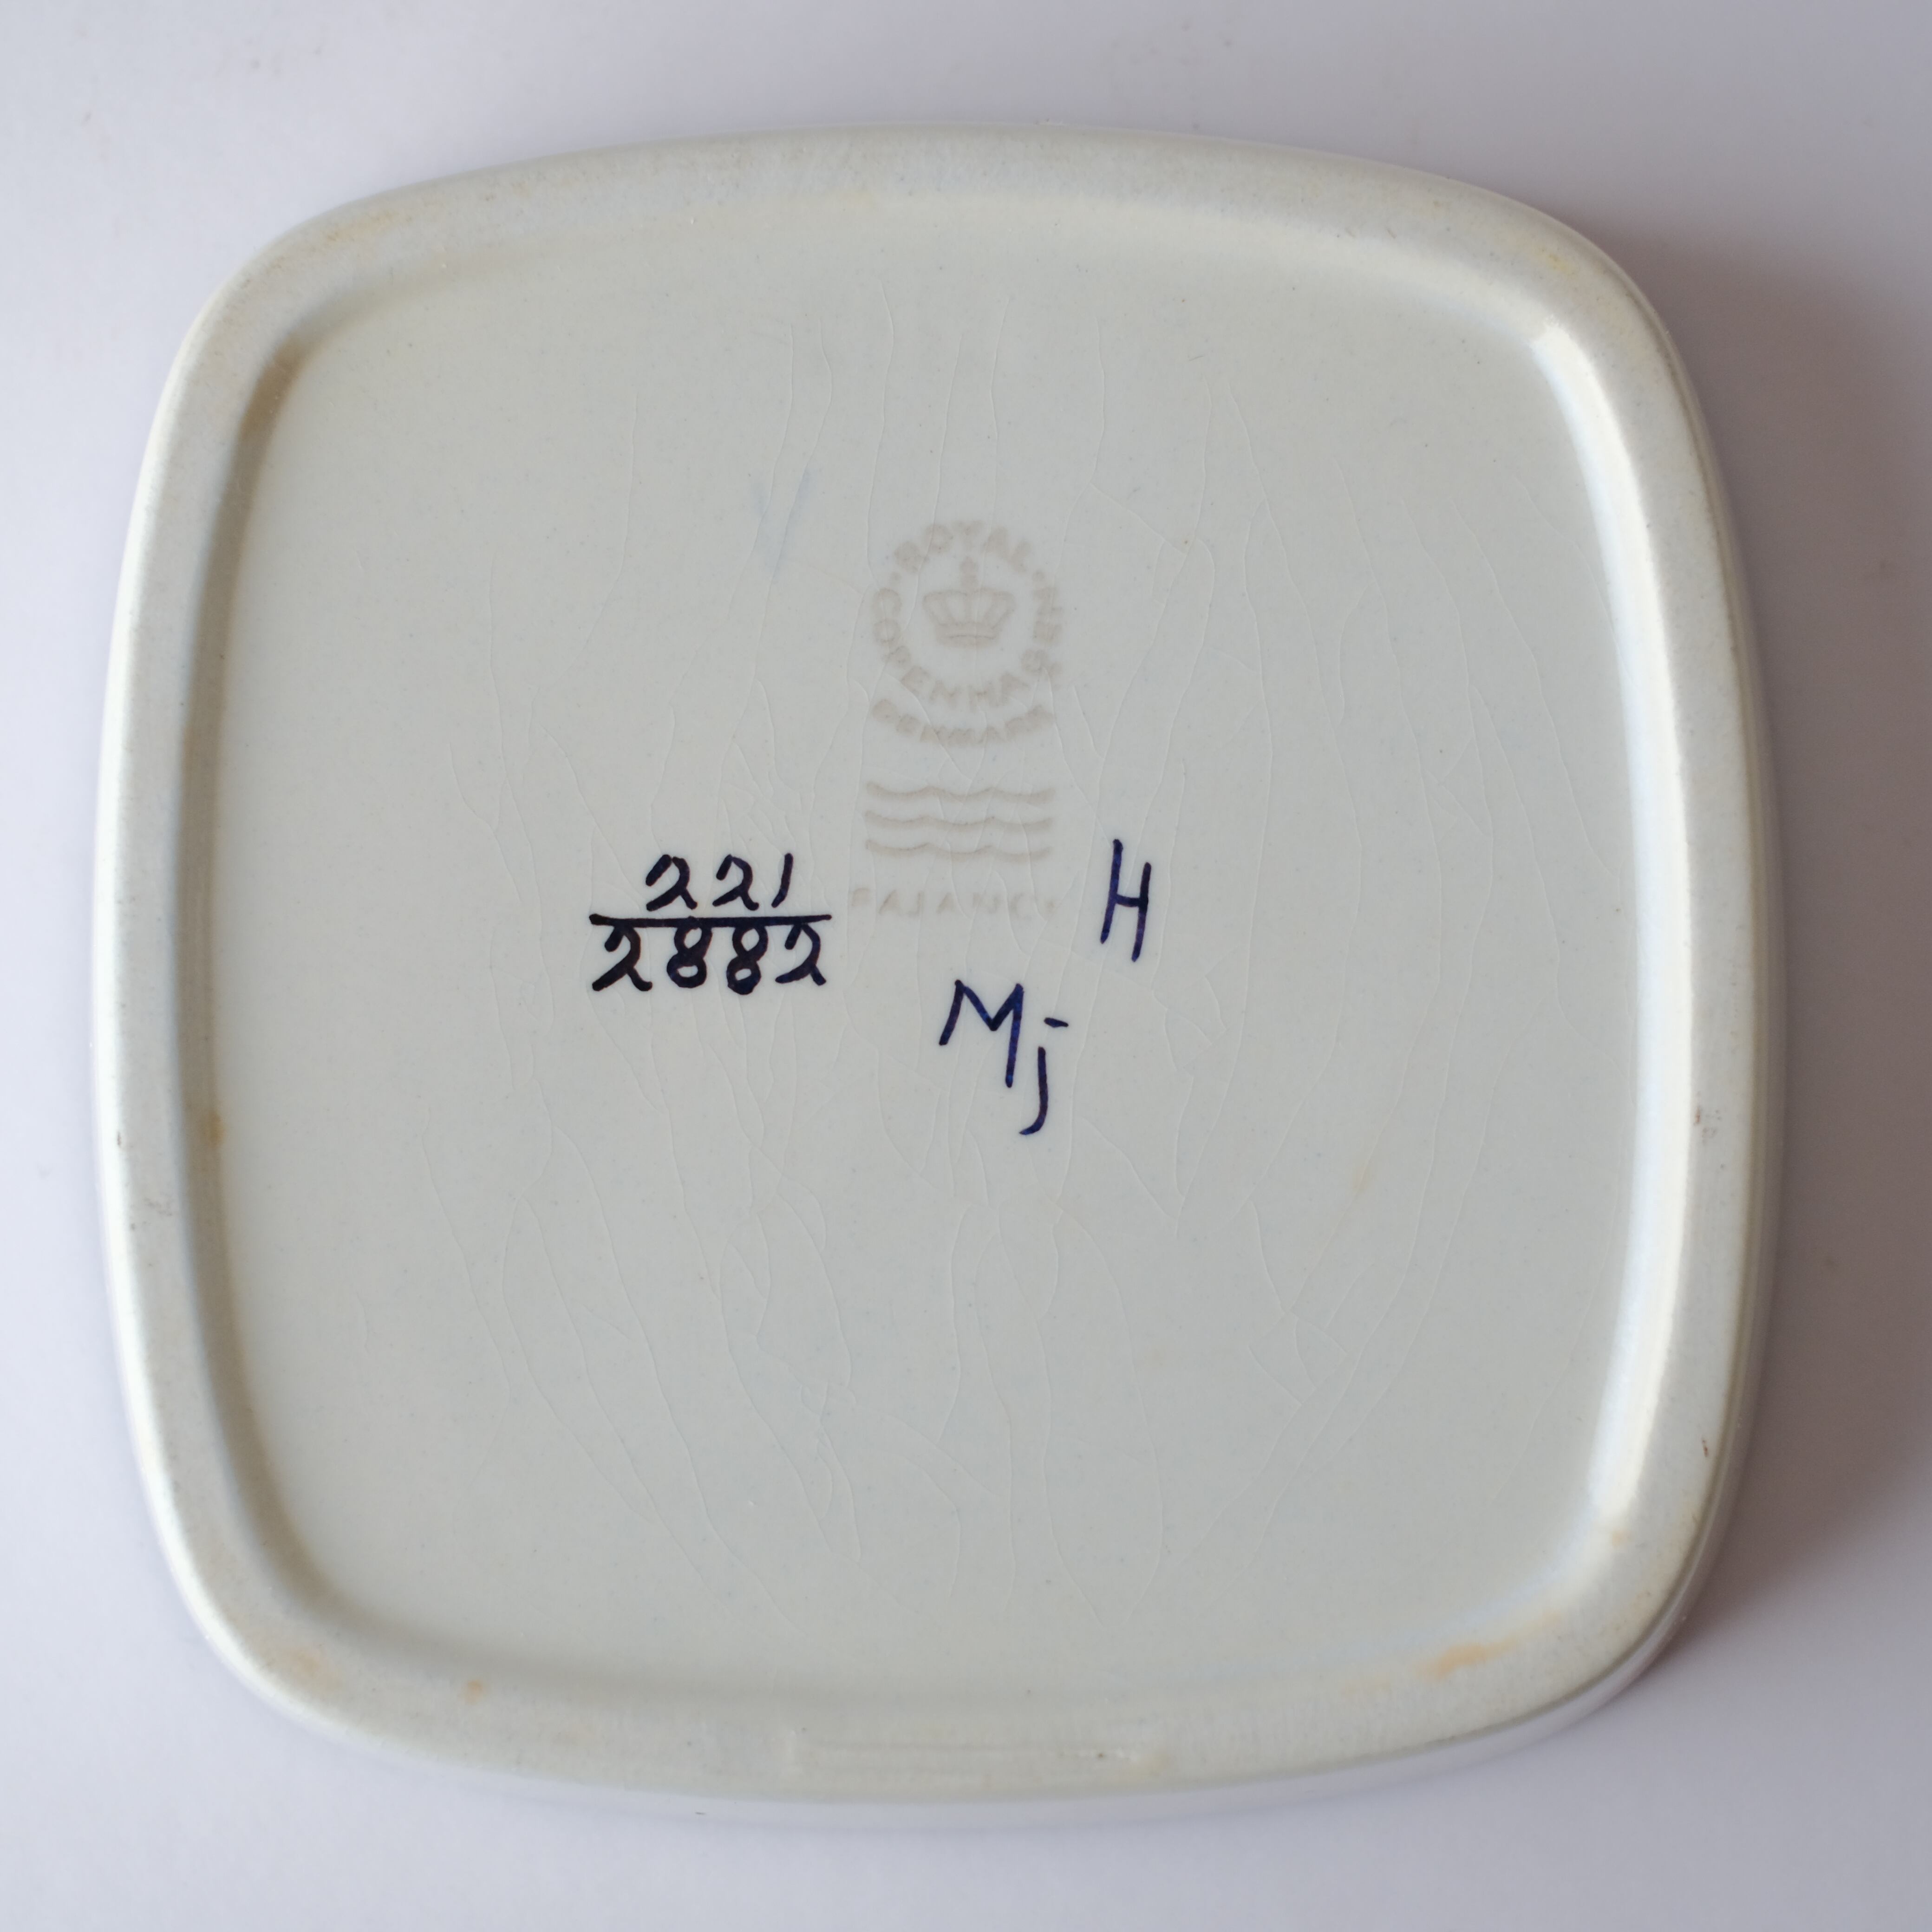 ROYAL
COPENHAGEN
DENMARK
FAJANCE
221
2882
H
Mj